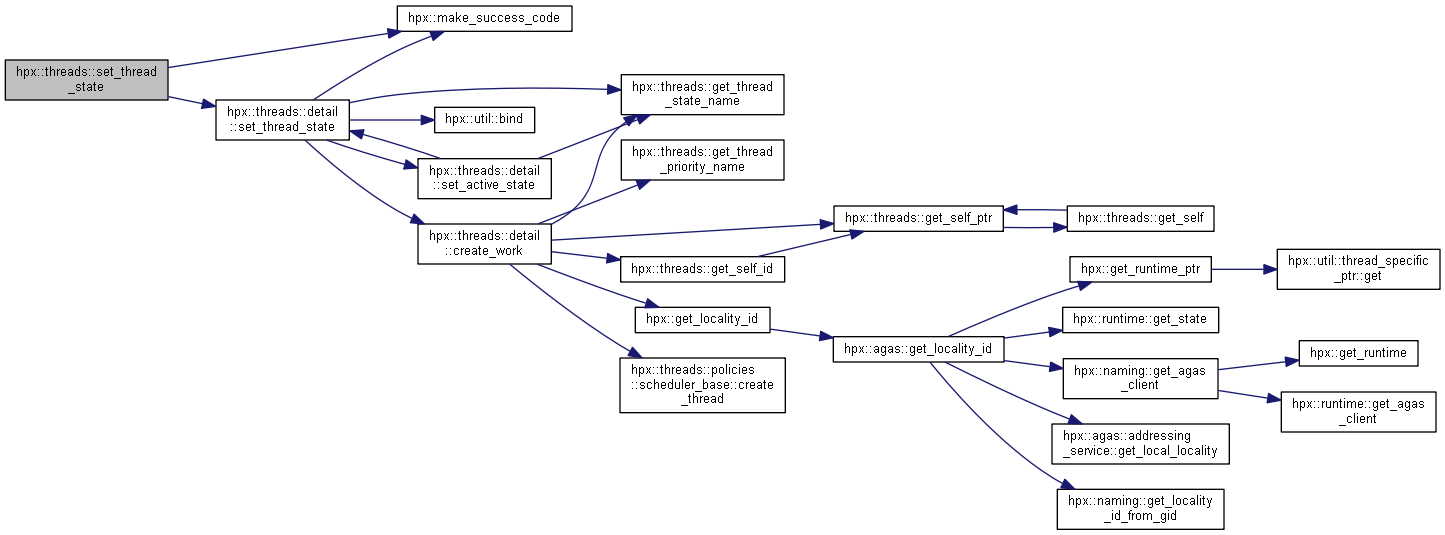 hpx::make_success_code
hpx::threads::set_thread
_state
hpx::threads::detail
::set_thread_state
hpx::threads::get_thread
_state_name
hpx::util::bind
hpx::threads::get_thread
_priority_name
hpx::threads::detail
::set_active_state
hpx::threads::detail
::create_work
hpx::threads::get_self_ptr
hpx::threads::get_self
hpx::threads::get_self_id
hpx::get_runtime_ptr
hpx::util::thread_specific
_ptr::get
hpx::get_locality_id
hpx::runtime::get_state
hpx::agas::get_locality_id
hpx::get_runtime
hpx::threads::policies
::scheduler_base::create
_thread
hpx::naming::get_agas
_client
hpx::runtime::get_agas
_client
hpx::agas::addressing
_service::get_local_locality
hpx::naming::get_locality
_id_from_gid